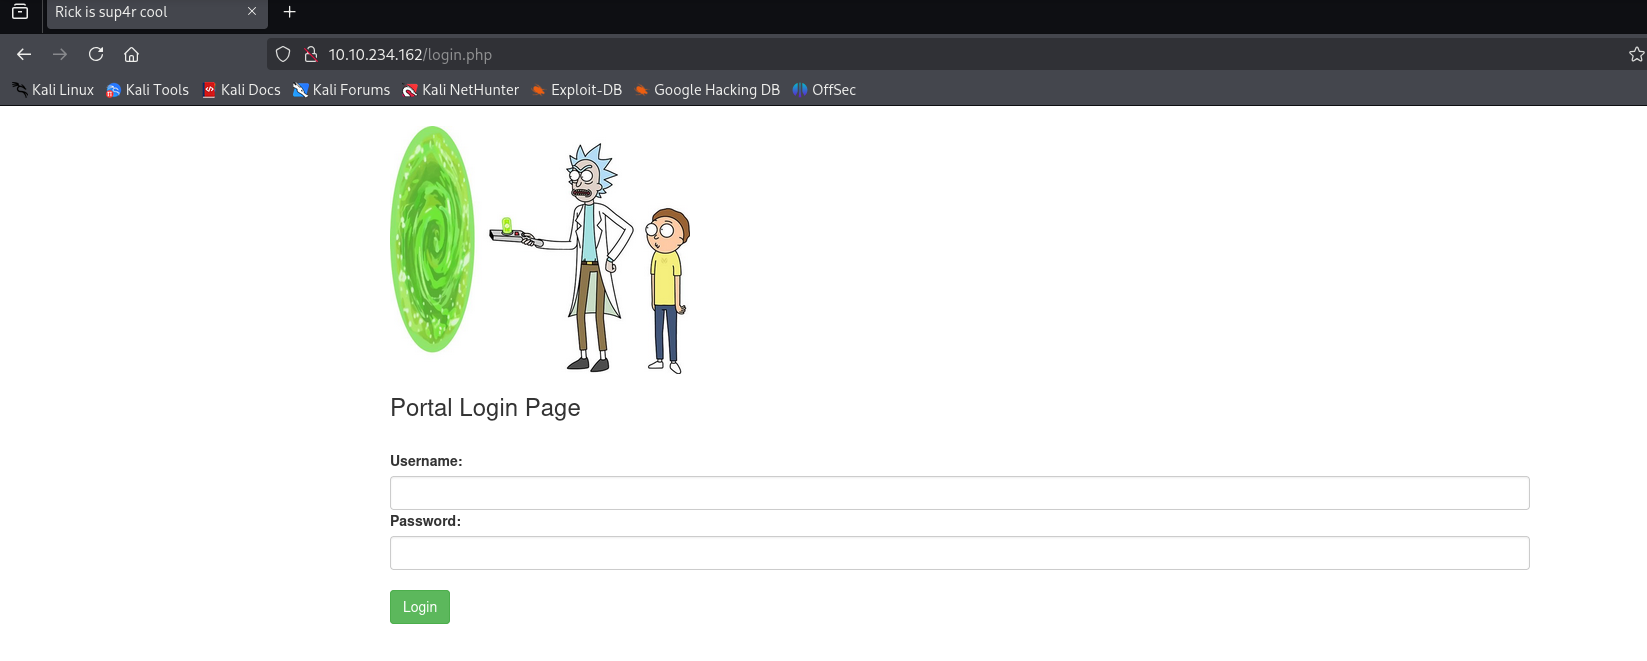 Rick is sup4r cool
10.10.234.162/login.php
Kali Linux Kali Tools Kali Docs Kali Forums Kali NetHunter Exploit-DB Google Hacking DB OffSec
Portal Login Page
Username:
Password:
Login